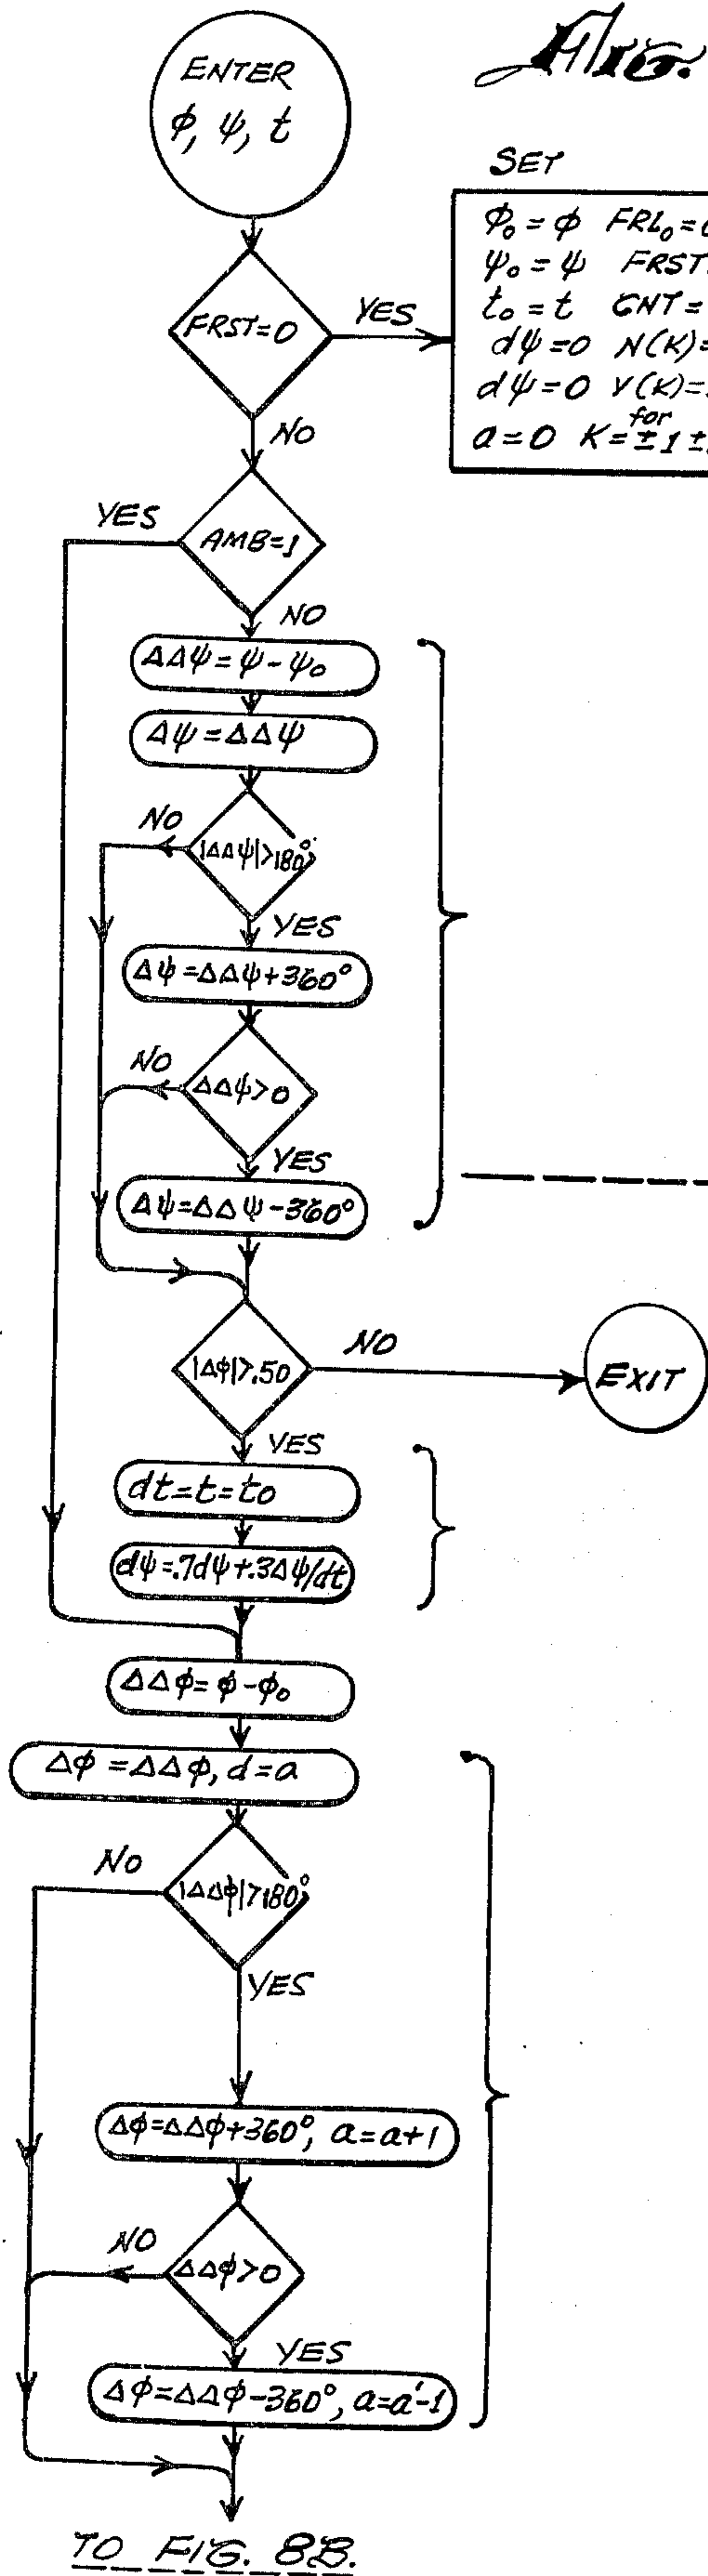 FIG.
ENTER
ϕ, ψ, t
SET
ϕ₀ = ϕ FRL₀ =
ψ₀ = ψ FRST
t₀ = t CNT =
dψ = 0 N(K) =
dψ = 0 Y(K) =
for
a = 0 K = ±1 ±
FRST = 0
YES
NO
AMB = 1
YES
NO
ΔΔψ = ψ - ψ₀
Δψ = ΔΔψ
|ΔΔψ| > 180°
NO
YES
Δψ = ΔΔψ + 360°
ΔΔψ > 0
NO
YES
Δψ = ΔΔψ - 360°
|Δϕ| > .50
NO
EXIT
YES
dt = t = t₀
dψ = .7dψ + .3Δψ/dt
ΔΔϕ = ϕ - ϕ₀
Δϕ = ΔΔϕ, d = a
|ΔΔϕ| > 180°
NO
YES
Δϕ = ΔΔϕ + 360°, a = a + 1
ΔΔϕ > 0
NO
YES
Δϕ = ΔΔϕ - 360°, a = a' - 1
TO FIG. 8B.